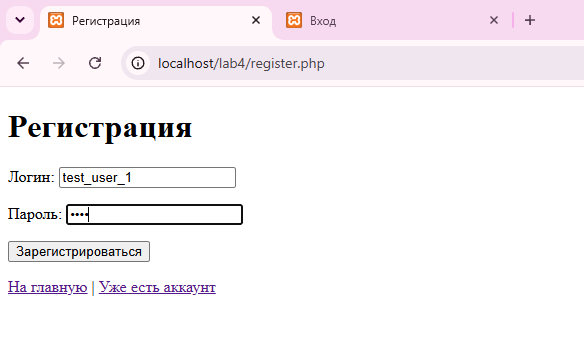 Регистрация
Вход
localhost/lab4/register.php
Регистрация
Логин: test_user_1
Пароль: ••••
Зарегистрироваться
На главную | Уже есть аккаунт